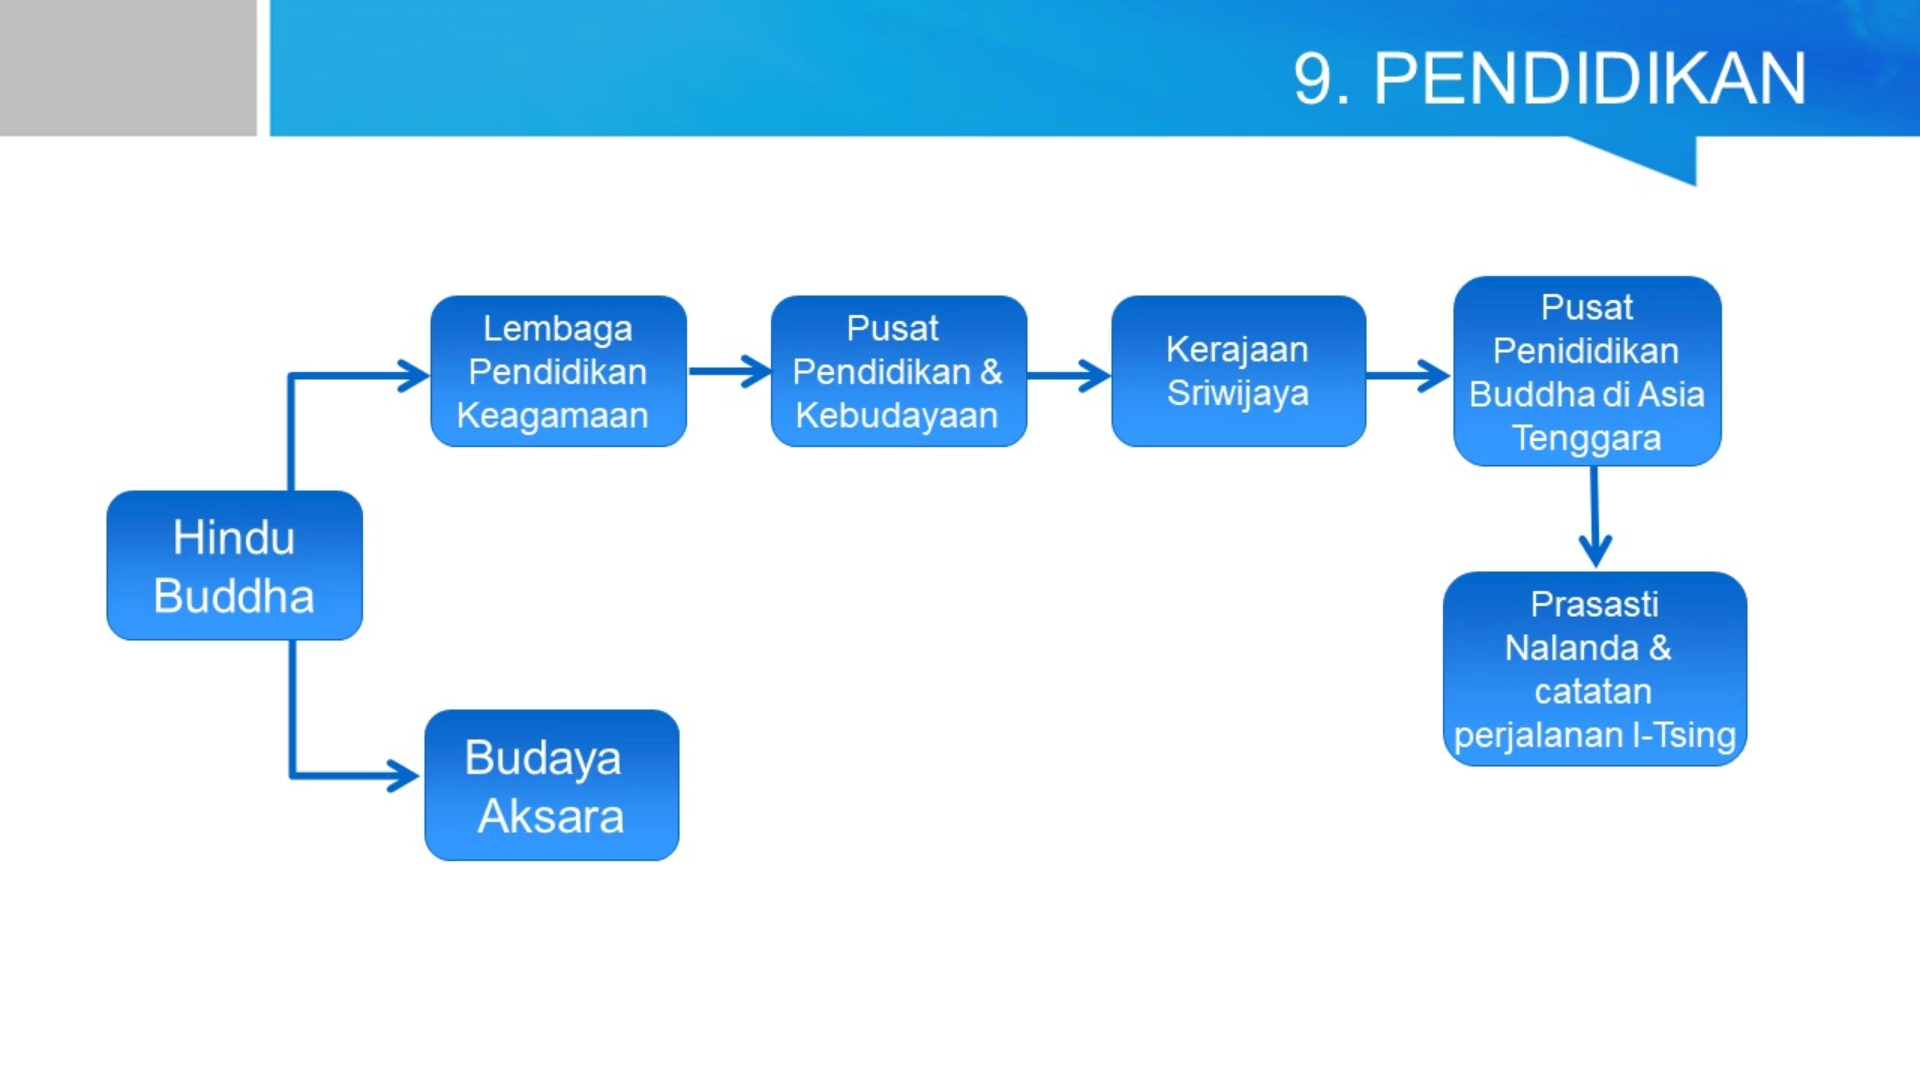 9. PENDIDIKAN
Lembaga
Pendidikan
Keagamaan
Pusat
Pendidikan &
Kebudayaan
Kerajaan
Sriwijaya
Pusat
Penididikan
Buddha di Asia
Tenggara
Hindu
Buddha
Prasasti
Nalanda &
catatan
perjalanan I-Tsing
Budaya
Aksara